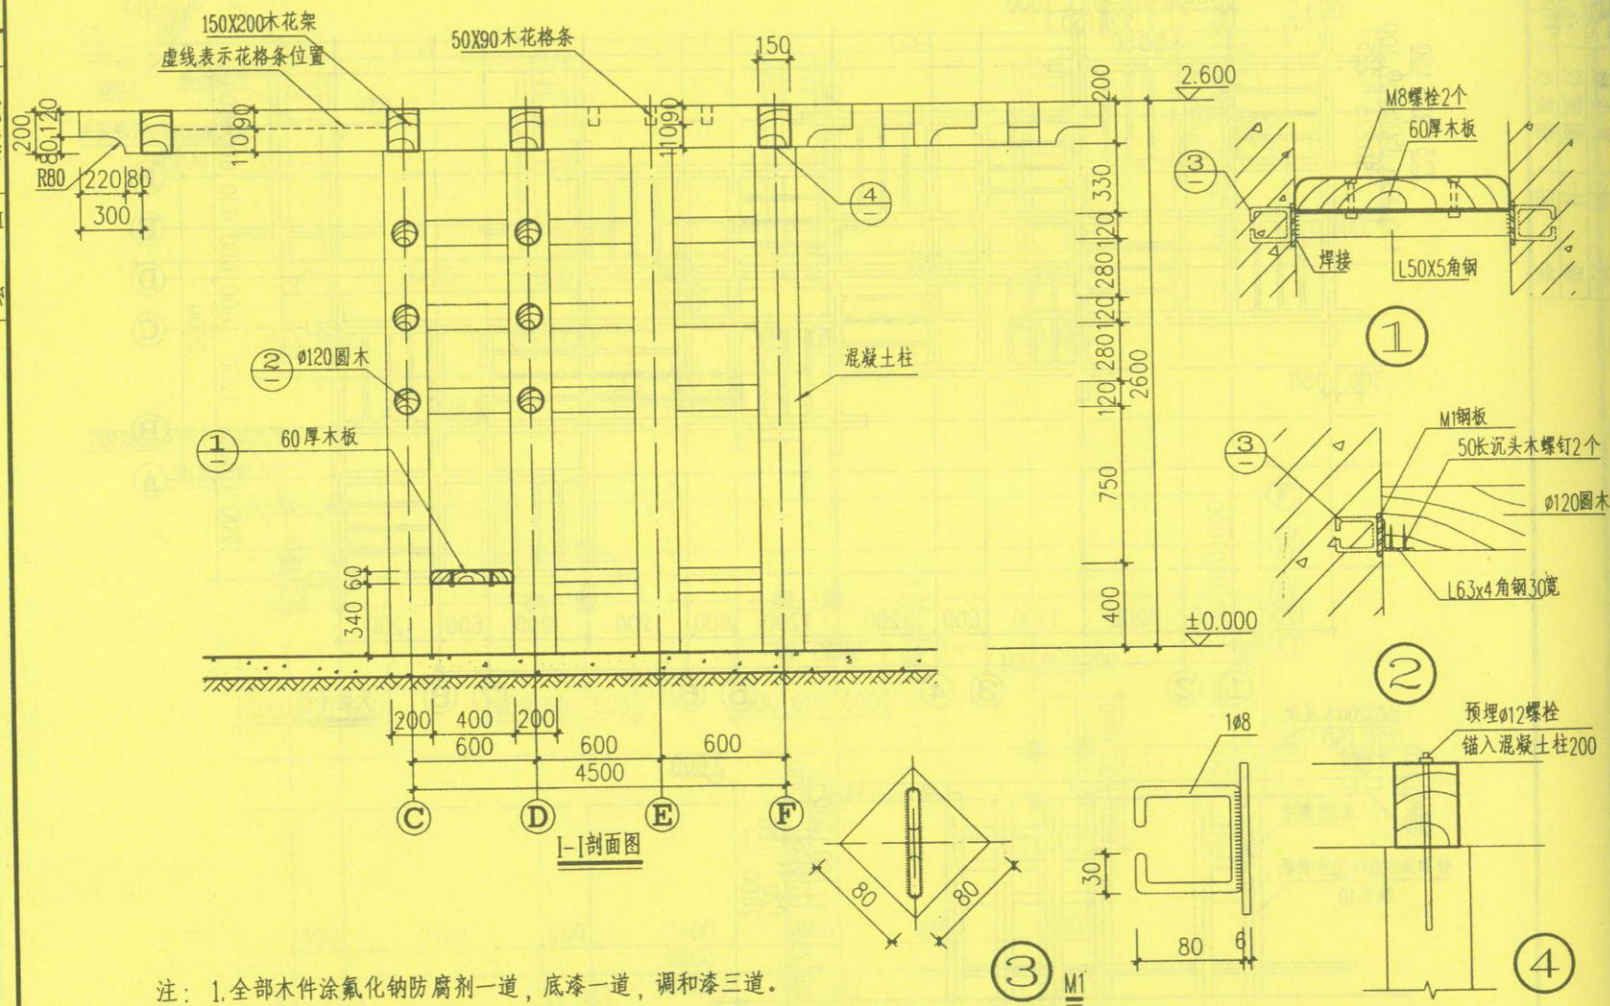 150X200木花架
虚线表示花格条位置
50X90木花格条
150
200
120
80
90
110
R80
220
80
300
90
110
2.600
200
330
120
280
120
280
120
750
400
2600
±0.000
4
—
2
—
ø120圆木
混凝土柱
1
—
60厚木板
60
340
200
400
200
600
600
600
4500
C
D
E
F
I-I剖面图
M8螺栓2个
60厚木板
3
—
焊接
L50X5角钢
1
M1钢板
50长沉头木螺钉2个
3
—
ø120圆木
L63x4角钢30宽
2
预埋ø12螺栓
锚入混凝土柱200
4
1ø8
30
80
6
80
80
3
M1
注：1.全部木件涂氟化钠防腐剂一道，底漆一道，调和漆三道。